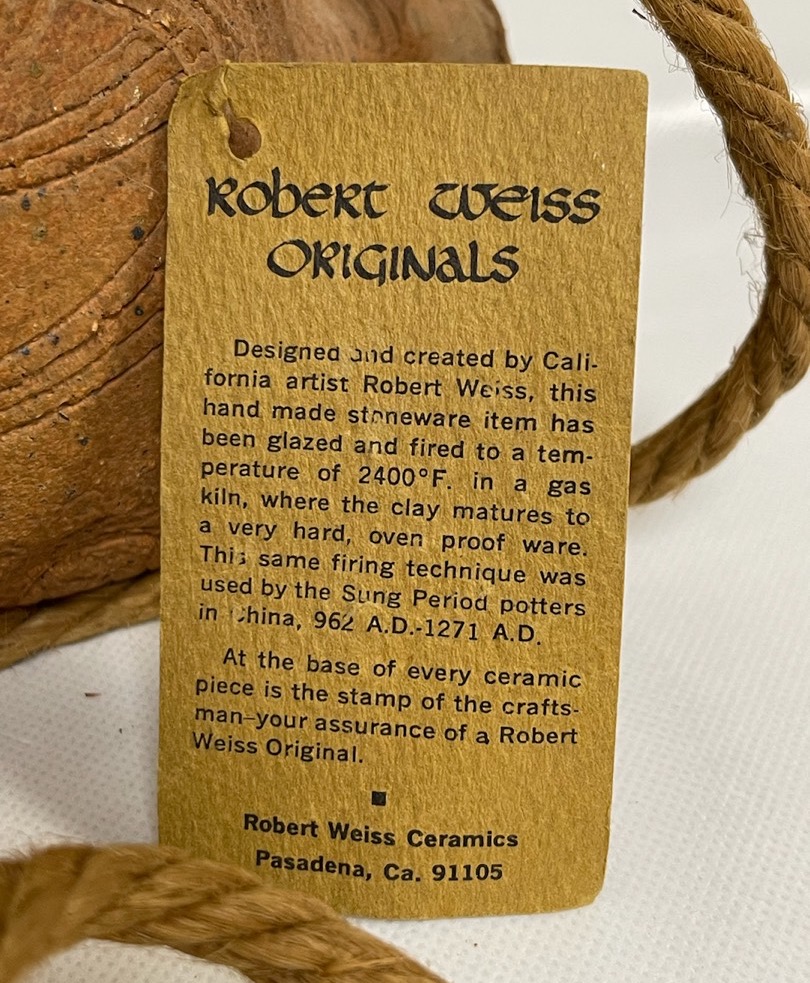 Robert Weiss
Originals
Designed and created by Cali-
fornia artist Robert Weiss, this
hand made stoneware item has
been glazed and fired to a tem-
perature of 2400°F. in a gas
kiln, where the clay matures to
a very hard, oven proof ware.
This same firing technique was
used by the Sung Period potters
in China, 962 A.D.-1271 A.D.
At the base of every ceramic
piece is the stamp of the crafts-
man–your assurance of a Robert
Weiss Original.
Robert Weiss Ceramics
Pasadena, Ca. 91105